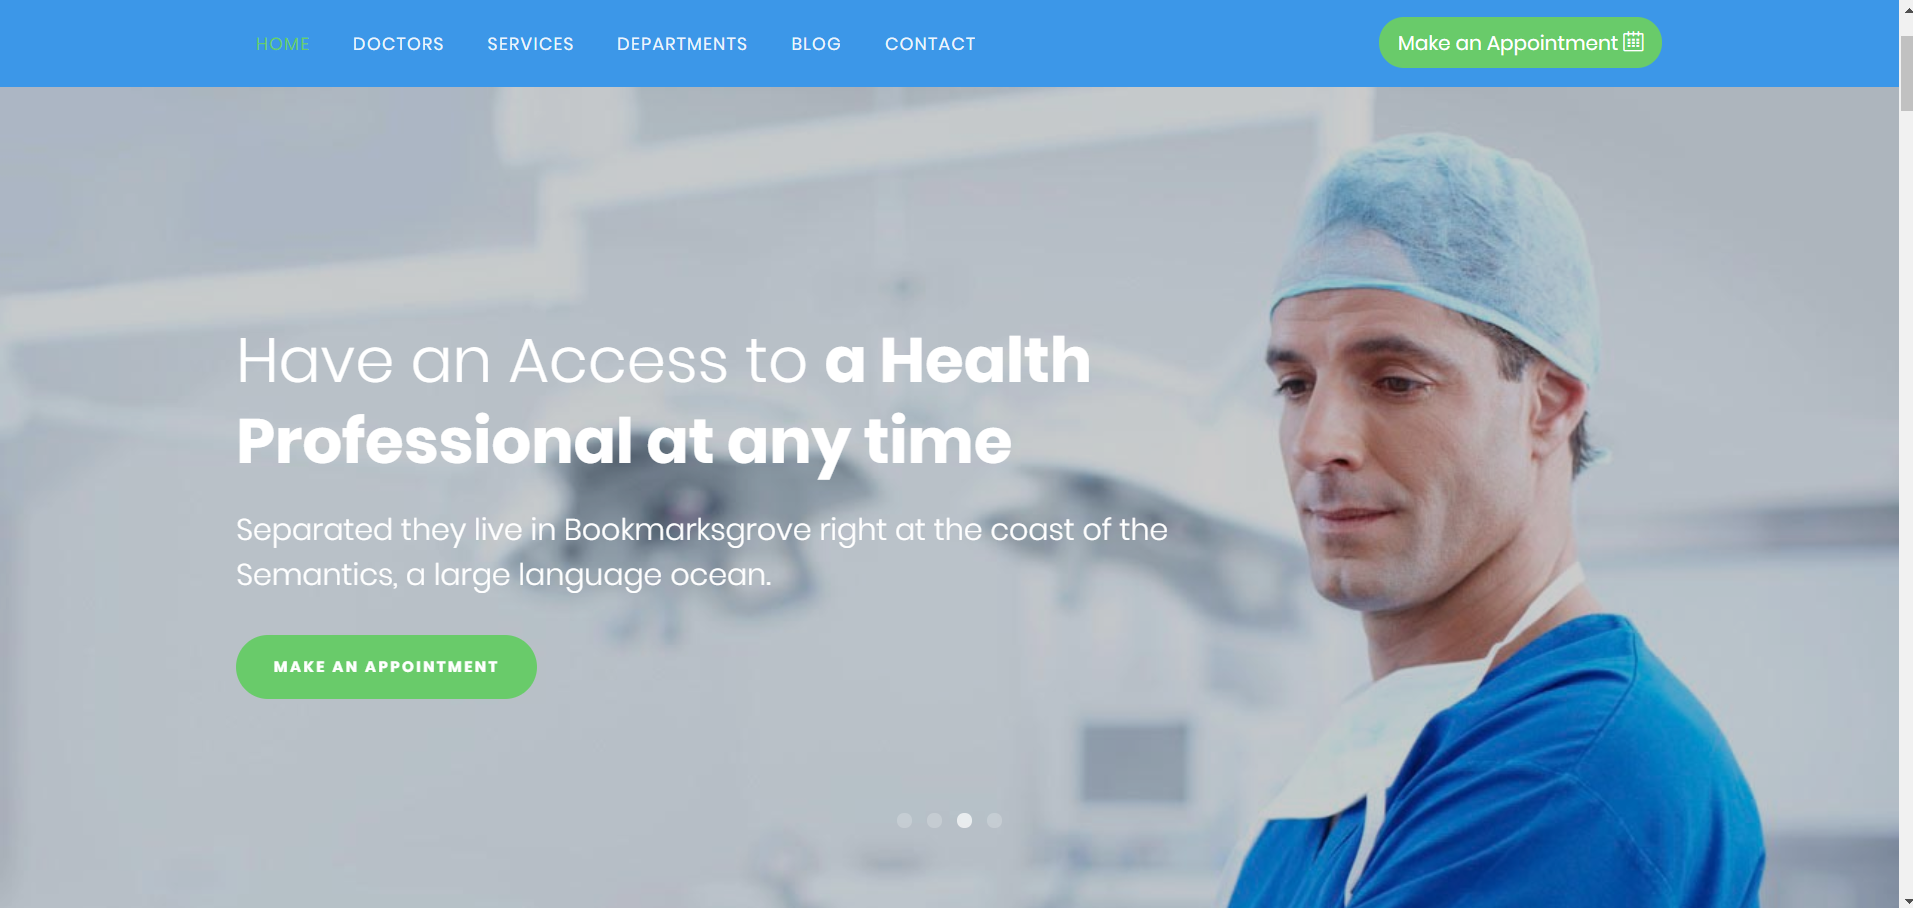 HOME DOCTORS SERVICES DEPARTMENTS BLOG CONTACT Make an Appointment
Have an Access to a Health
Professional at any time
Separated they live in Bookmarksgrove right at the coast of the
Semantics, a large language ocean.
MAKE AN APPOINTMENT